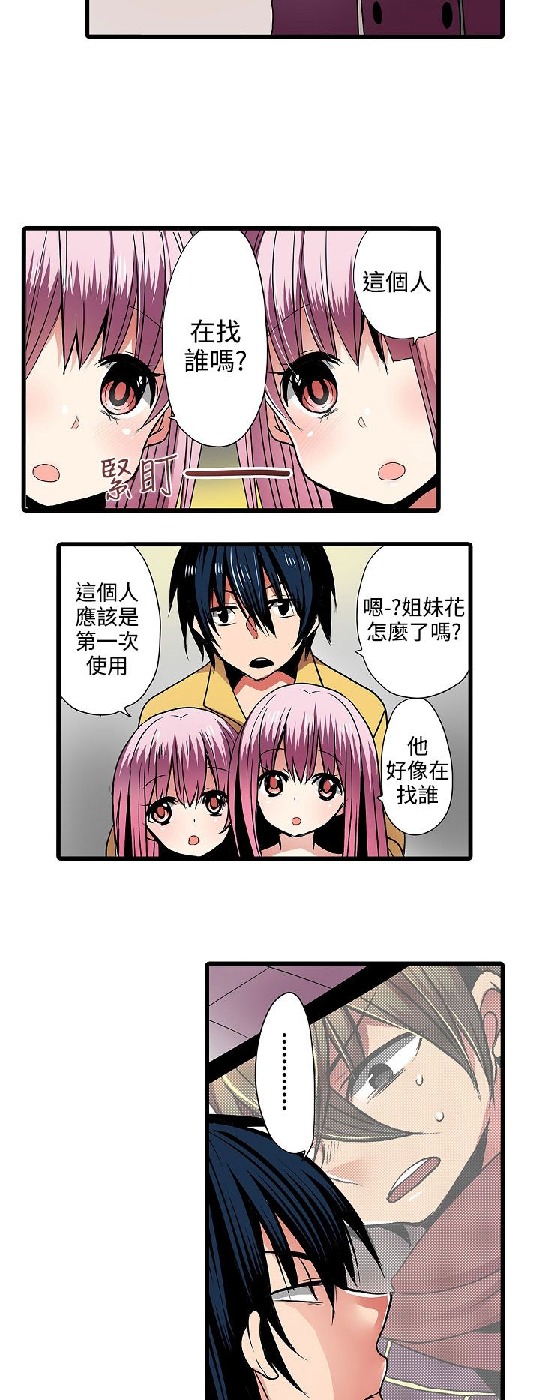 這個人
在找
誰嗎?
緊盯
嗯-?姐妹花
怎麼了嗎?
這個人
應該是
第一次
使用
他
好像在
找誰
………